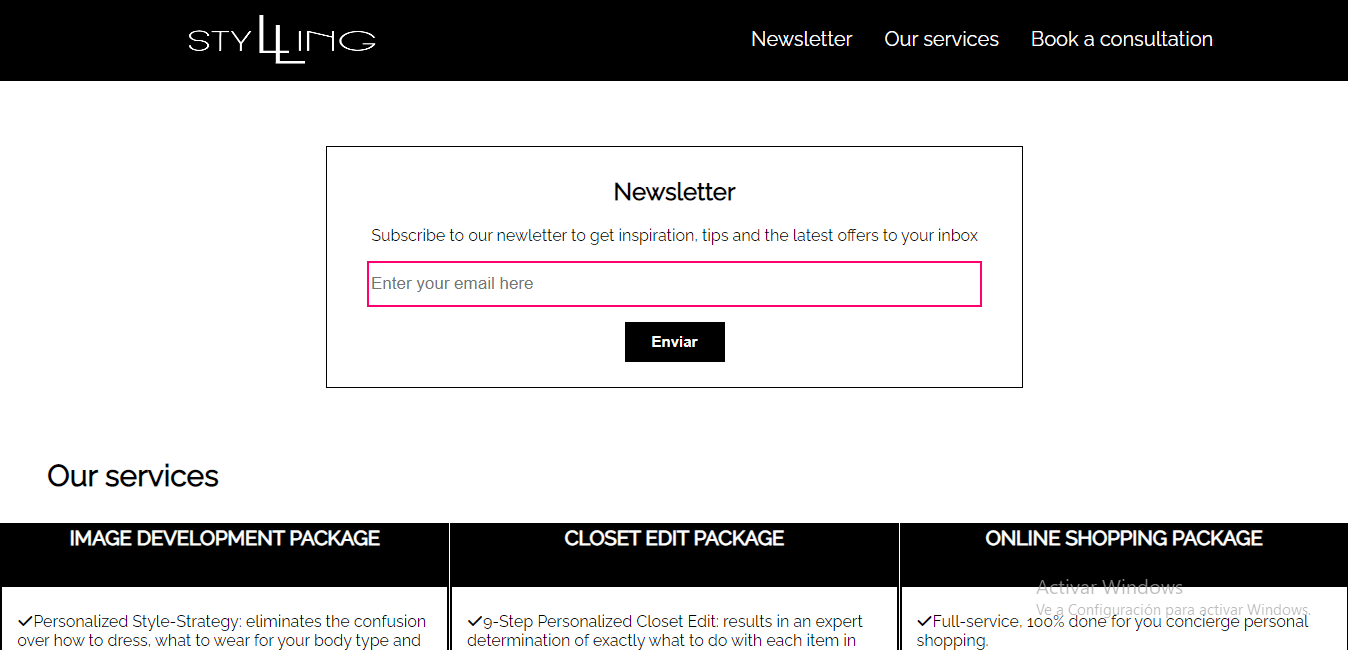 STYLLING
Newsletter Our services Book a consultation
Newsletter
Subscribe to our newletter to get inspiration, tips and the latest offers to your inbox
Enter your email here
Enviar
Our services
IMAGE DEVELOPMENT PACKAGE
✓Personalized Style-Strategy: eliminates the confusion
over how to dress, what to wear for your body type and
CLOSET EDIT PACKAGE
✓9-Step Personalized Closet Edit: results in an expert
determination of exactly what to do with each item in
ONLINE SHOPPING PACKAGE
✓Full-service, 100% done for you concierge personal
shopping.
Activar Windows
Ve a Configuración para activar Windows.